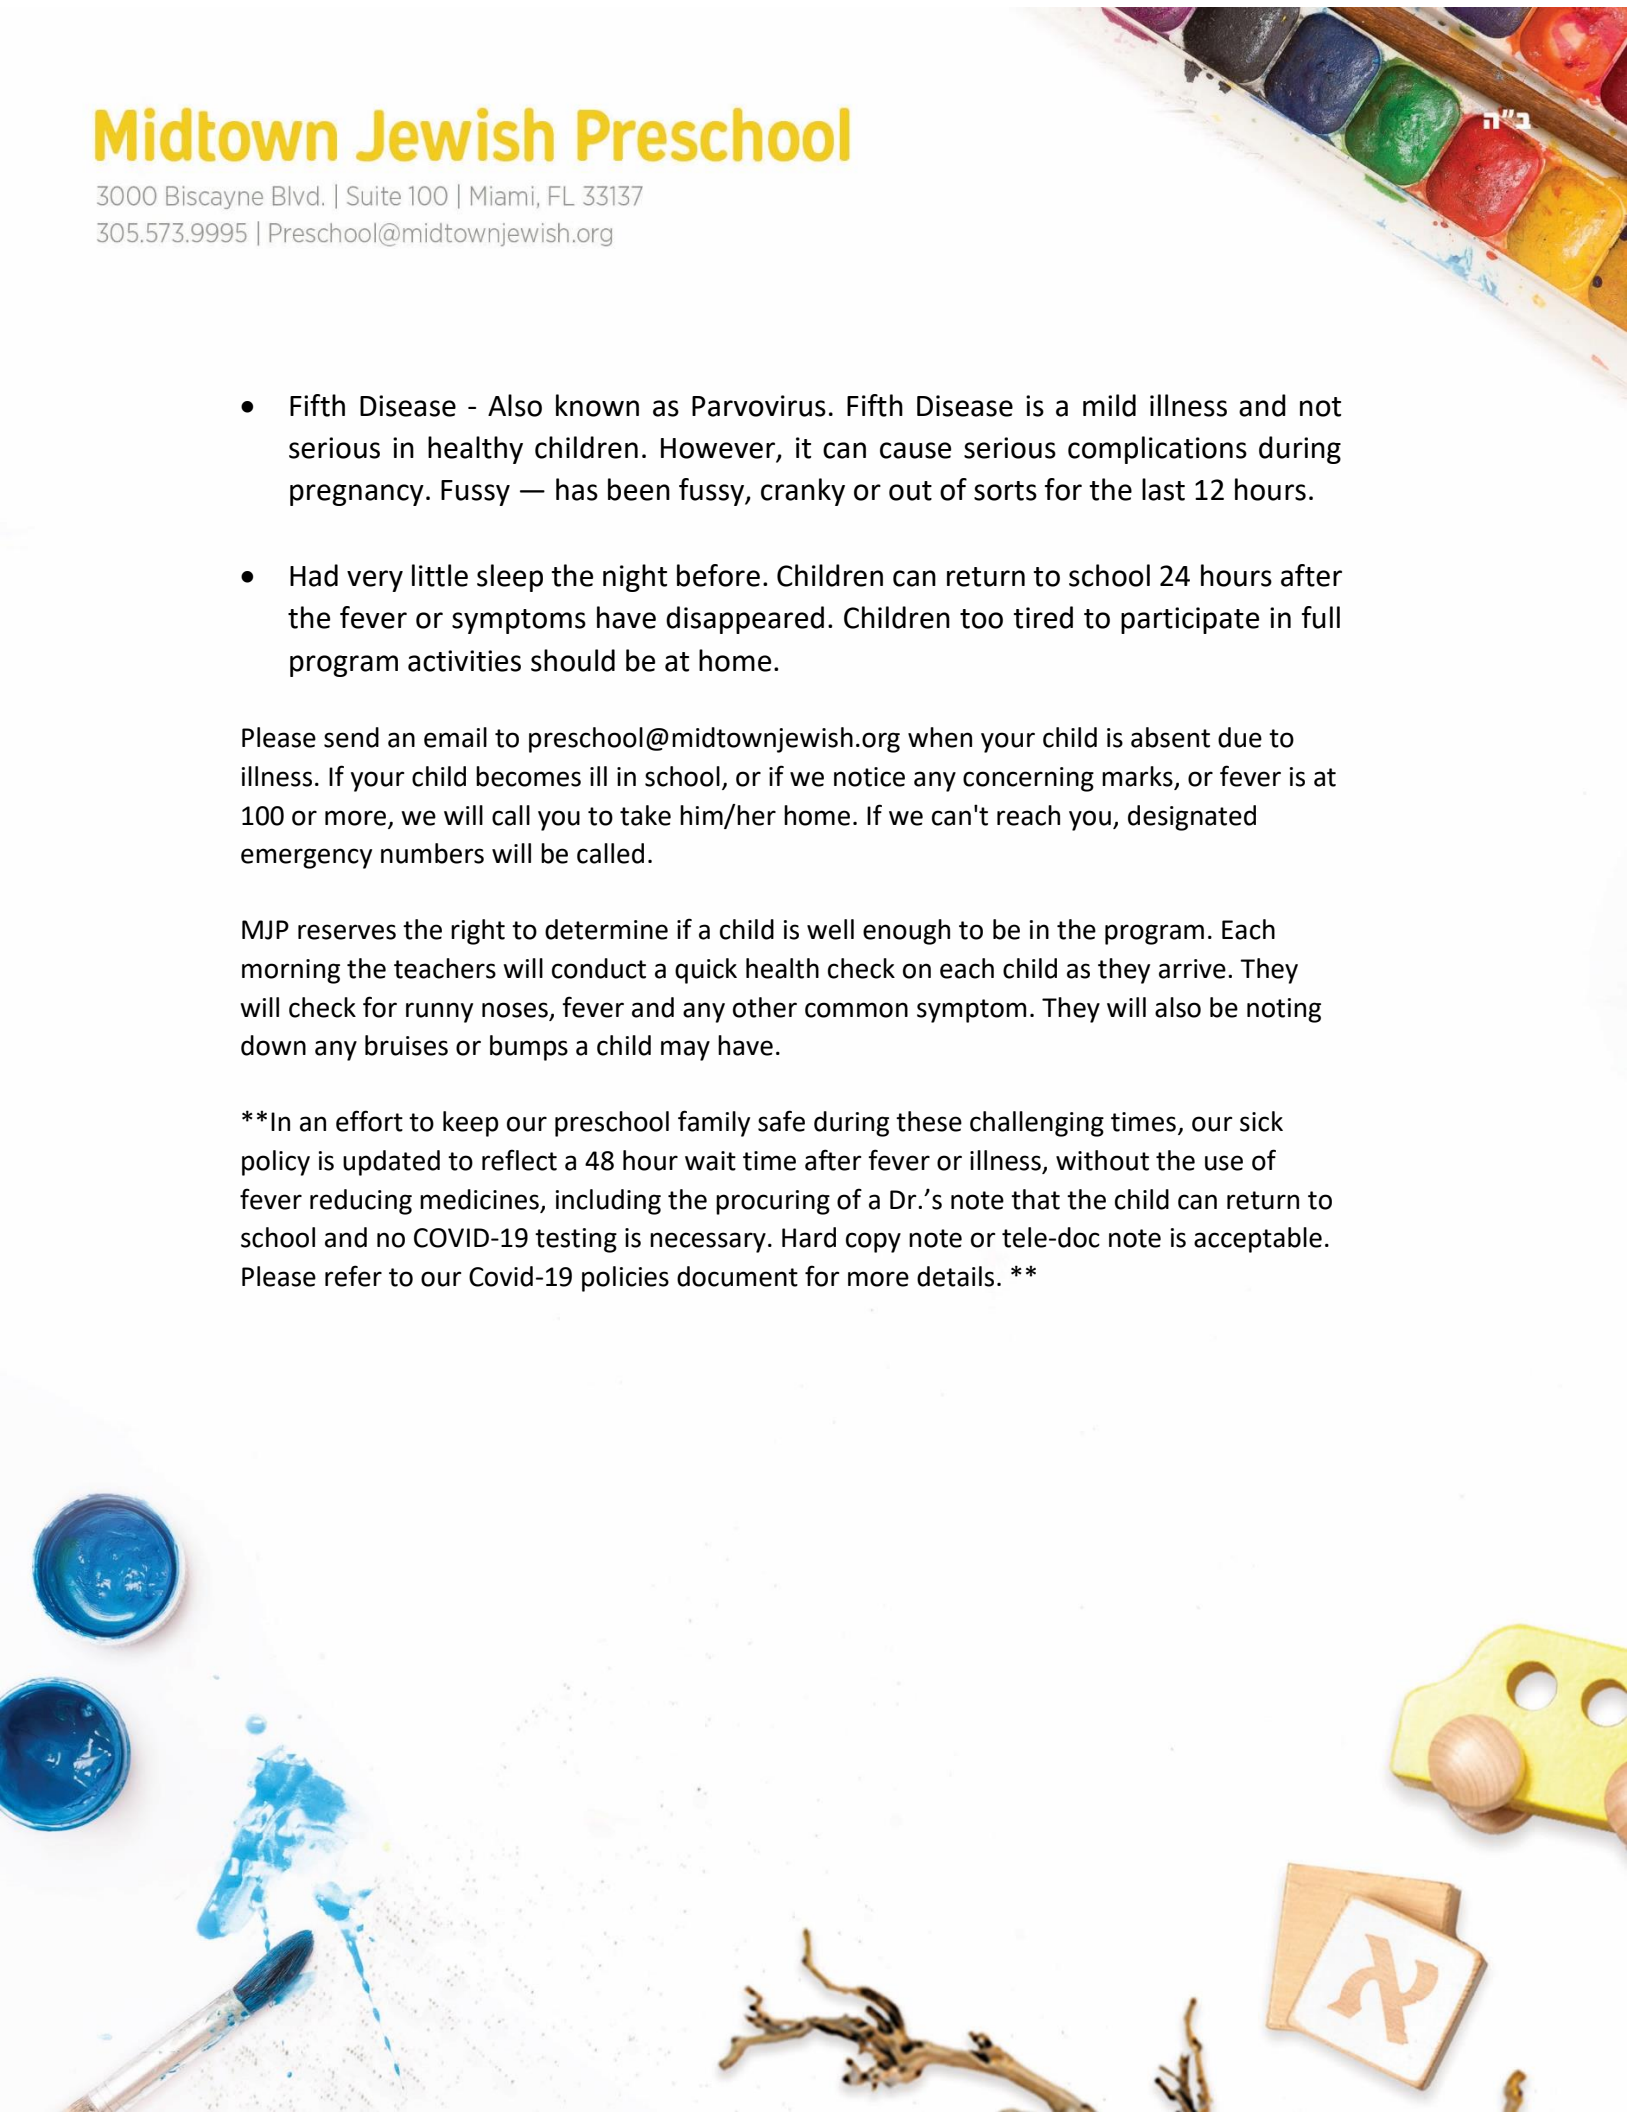 ב״ה
Midtown Jewish Preschool
3000 Biscayne Blvd. | Suite 100 | Miami, FL 33137
305.573.9995 | Preschool@midtownjewish.org
• Fifth Disease - Also known as Parvovirus. Fifth Disease is a mild illness and not
serious in healthy children. However, it can cause serious complications during
pregnancy. Fussy — has been fussy, cranky or out of sorts for the last 12 hours.
• Had very little sleep the night before. Children can return to school 24 hours after
the fever or symptoms have disappeared. Children too tired to participate in full
program activities should be at home.
Please send an email to preschool@midtownjewish.org when your child is absent due to
illness. If your child becomes ill in school, or if we notice any concerning marks, or fever is at
100 or more, we will call you to take him/her home. If we can't reach you, designated
emergency numbers will be called.
MJP reserves the right to determine if a child is well enough to be in the program. Each
morning the teachers will conduct a quick health check on each child as they arrive. They
will check for runny noses, fever and any other common symptom. They will also be noting
down any bruises or bumps a child may have.
**In an effort to keep our preschool family safe during these challenging times, our sick
policy is updated to reflect a 48 hour wait time after fever or illness, without the use of
fever reducing medicines, including the procuring of a Dr.’s note that the child can return to
school and no COVID-19 testing is necessary. Hard copy note or tele-doc note is acceptable.
Please refer to our Covid-19 policies document for more details. **
א